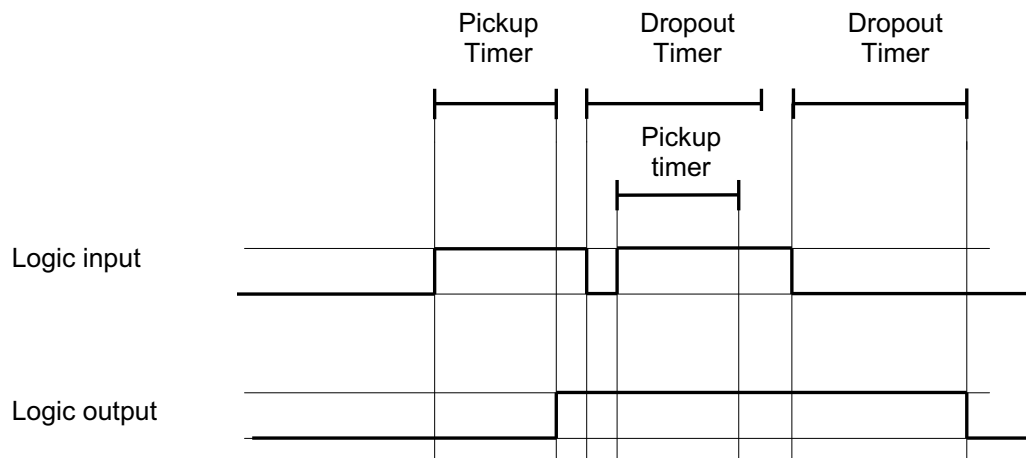 Pickup
Timer
Dropout
Timer
Dropout
Timer
Pickup
timer
Logic input
Logic output